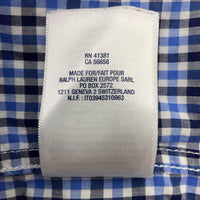 RN 41381
CA 56658
MADE FOR/FAIT POUR
RALPH LAUREN EUROPE SARL
PO BOX 2572
1211 GENEVA 2 SWITZERLAND
N.I.F.: IT03945310963